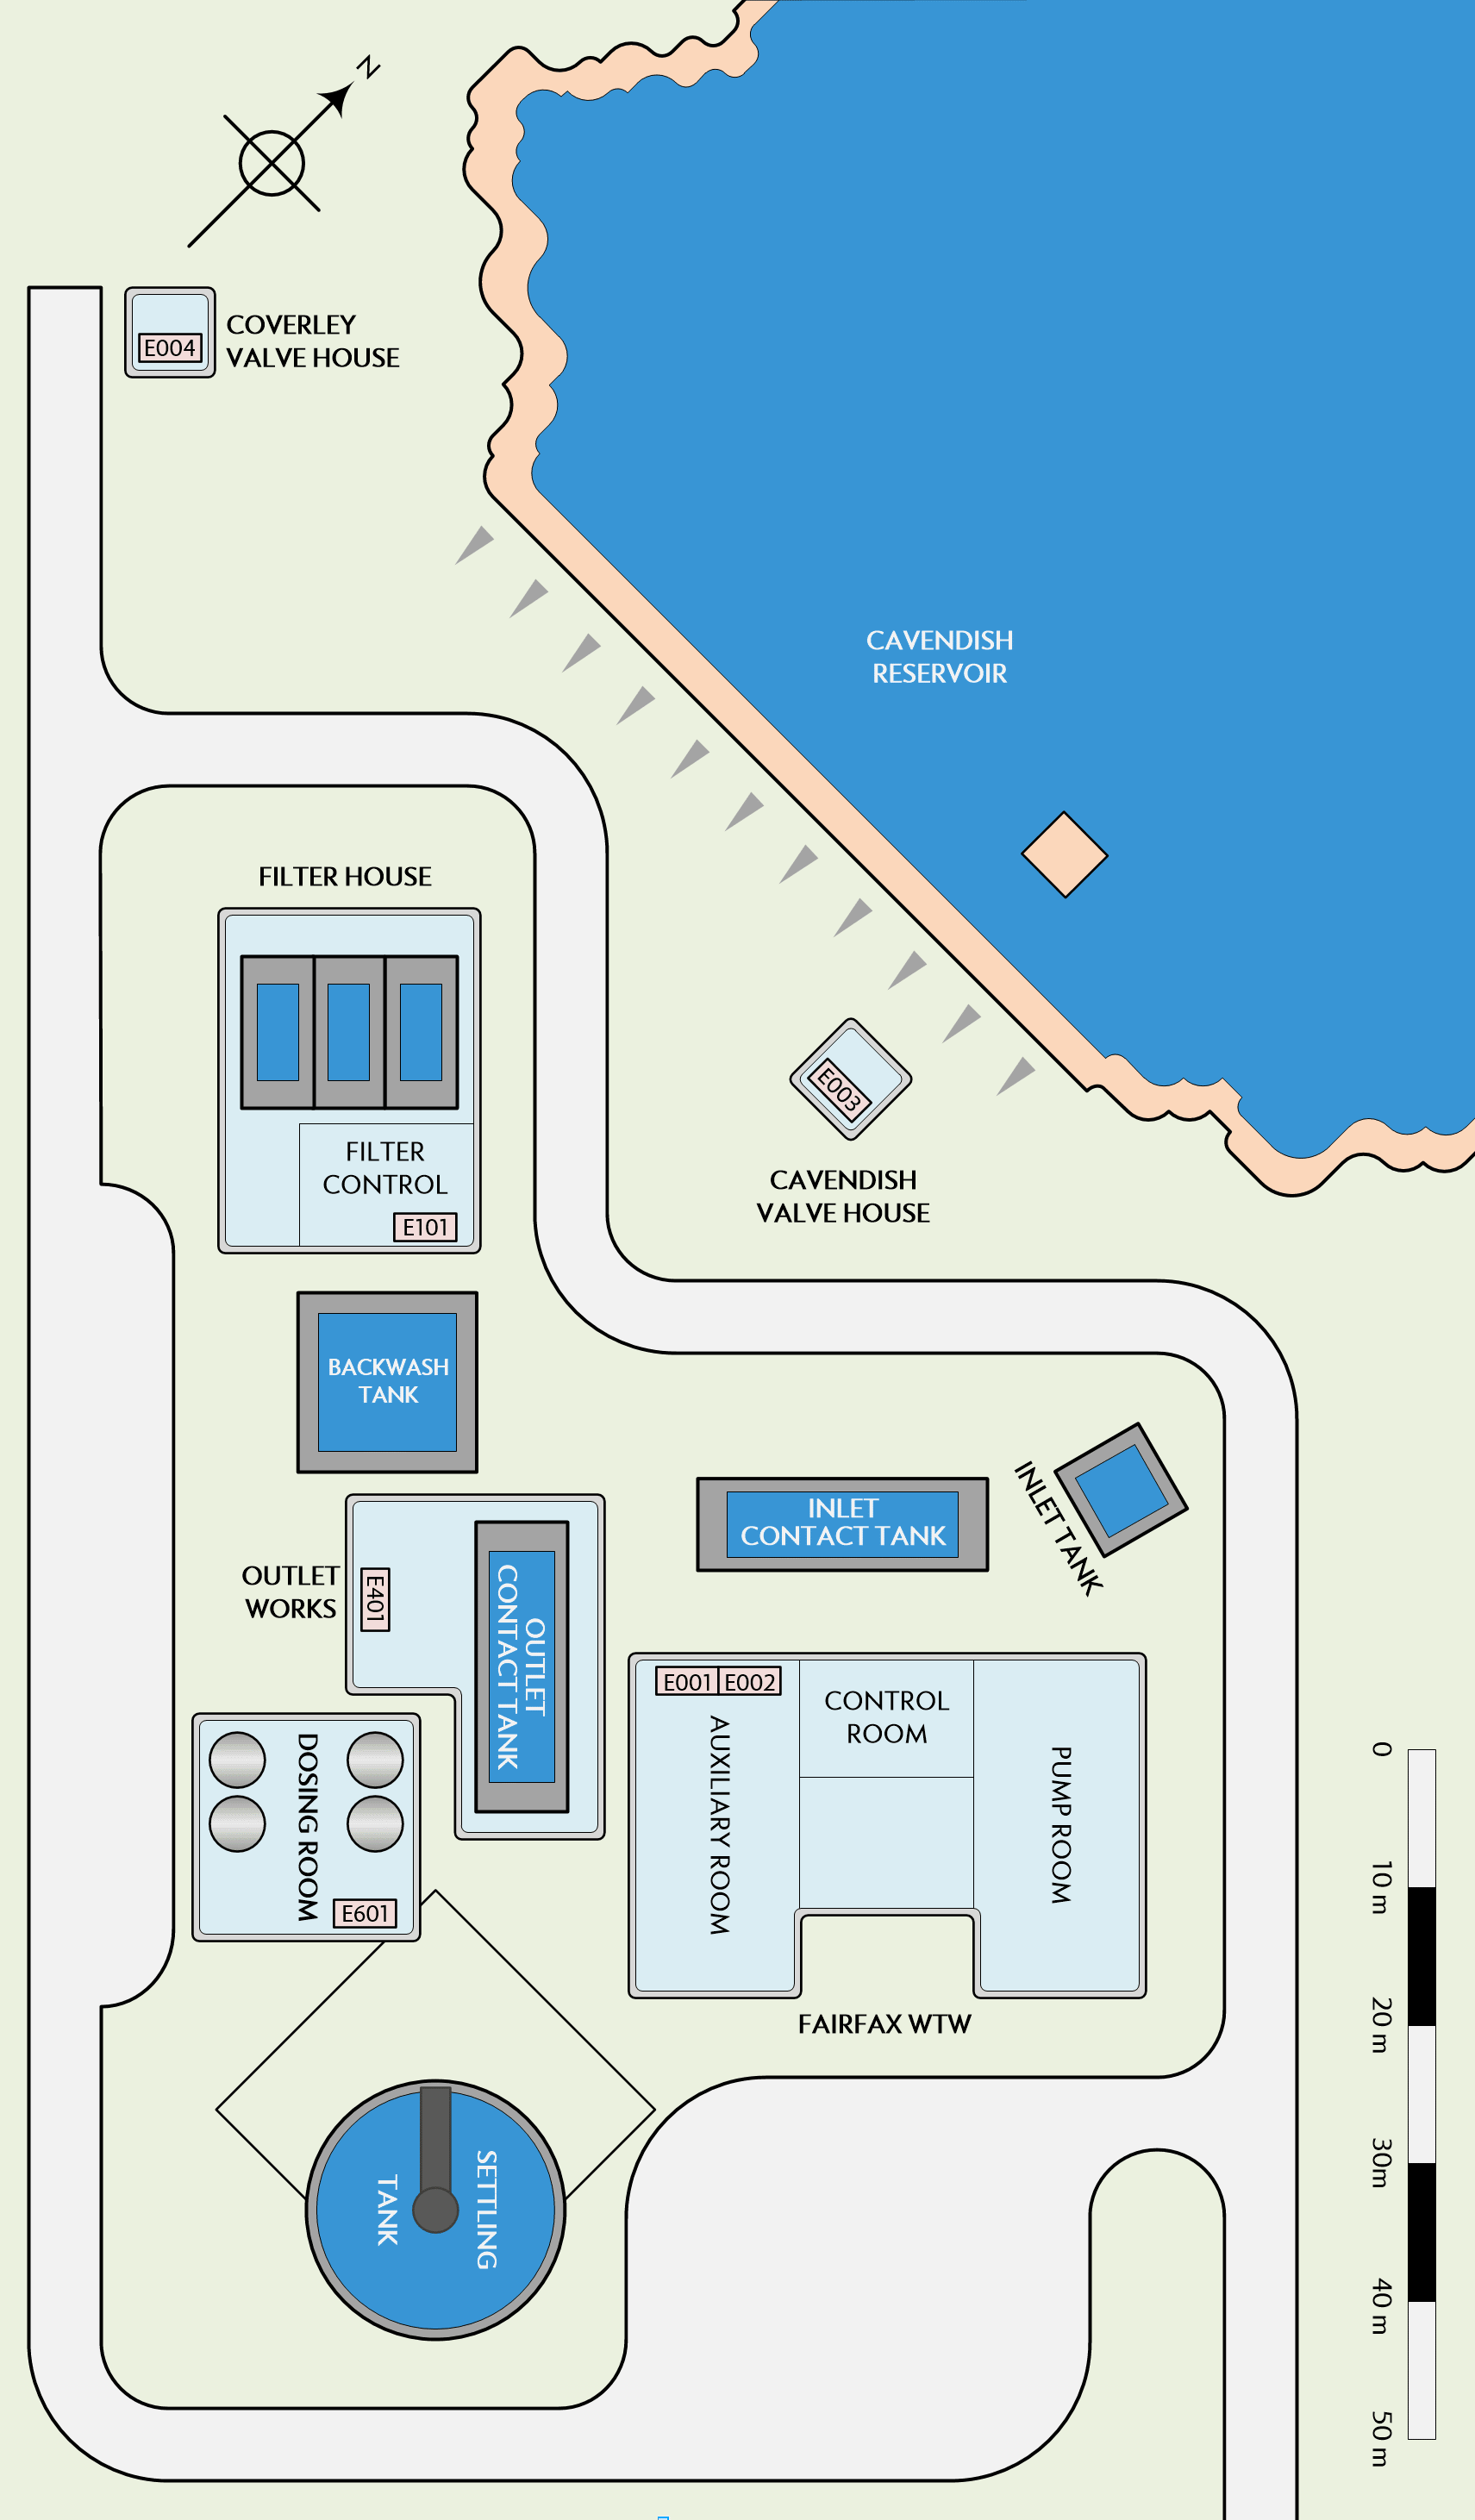 N
COVERLEY
VALVE HOUSE
E004
CAVENDISH
RESERVOIR
FILTER HOUSE
FILTER
CONTROL
E101
E003
CAVENDISH
VALVE HOUSE
BACKWASH
TANK
INLET
CONTACT TANK
INLET TANK
OUTLET
WORKS
E401
OUTLET
CONTACT TANK
E001
E002
AUXILIARY ROOM
CONTROL
ROOM
PUMP ROOM
DOSING ROOM
E601
FAIRFAX WTW
SETTLING
TANK
0
10 m
20 m
30m
40 m
50 m